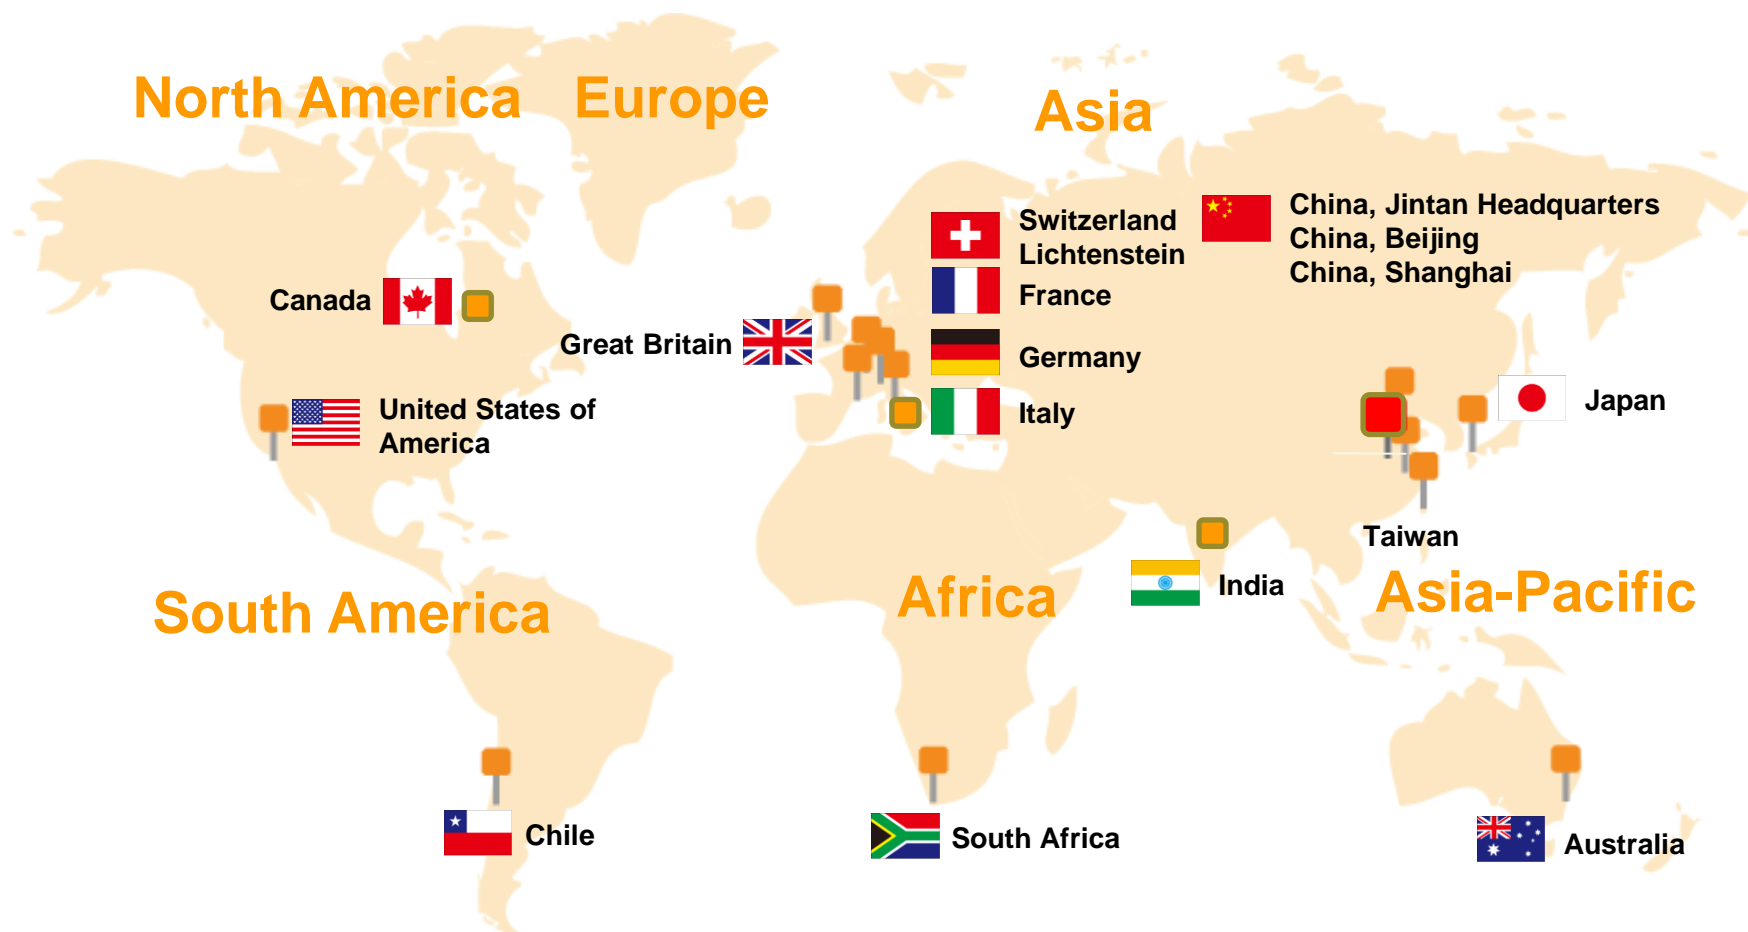 North America
Europe
Asia
Switzerland
Lichtenstein
China, Jintan Headquarters
China, Beijing
China, Shanghai
Canada
France
Great Britain
Germany
United States of
America
Italy
Japan
Taiwan
India
South America
Africa
Asia-Pacific
Chile
South Africa
Australia